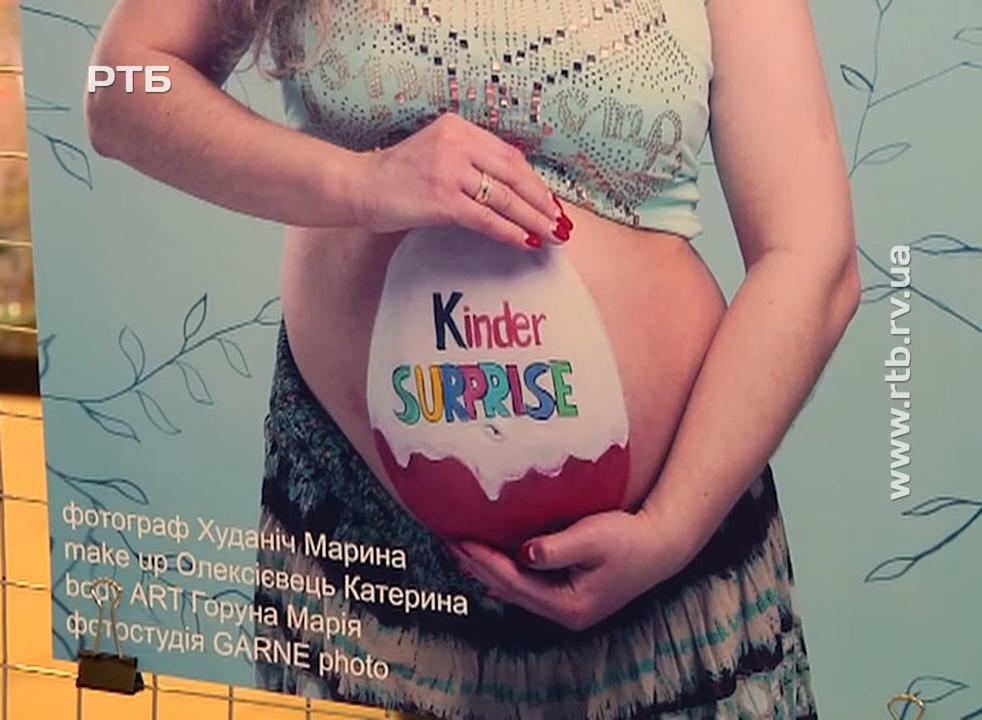 РТБ
Kinder
SURPRISE
www.rtb.rv.ua
фотограф Худаніч Марина
make up Олексієвець Катерина
body ART Горуна Марія
фотостудія GARNE photo